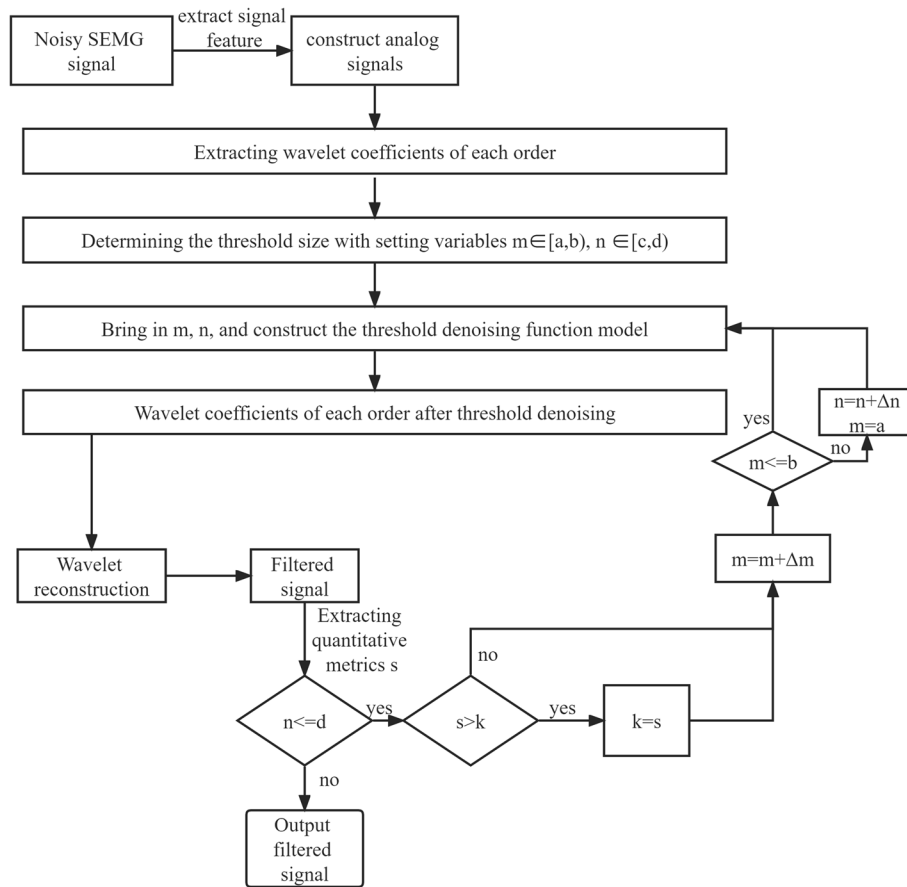 Noisy SEMG
signal
extract signal
feature
construct analog
signals
Extracting wavelet coefficients of each order
Determining the threshold size with setting variables m∈[a,b), n ∈[c,d)
Bring in m, n, and construct the threshold denoising function model
Wavelet coefficients of each order after threshold denoising
n=n+Δn
m=a
yes
no
m<=b
m=m+Δm
Wavelet
reconstruction
Filtered
signal
Extracting
quantitative
metrics s
n<=d
yes
s>k
no
yes
k=s
no
Output
filtered
signal